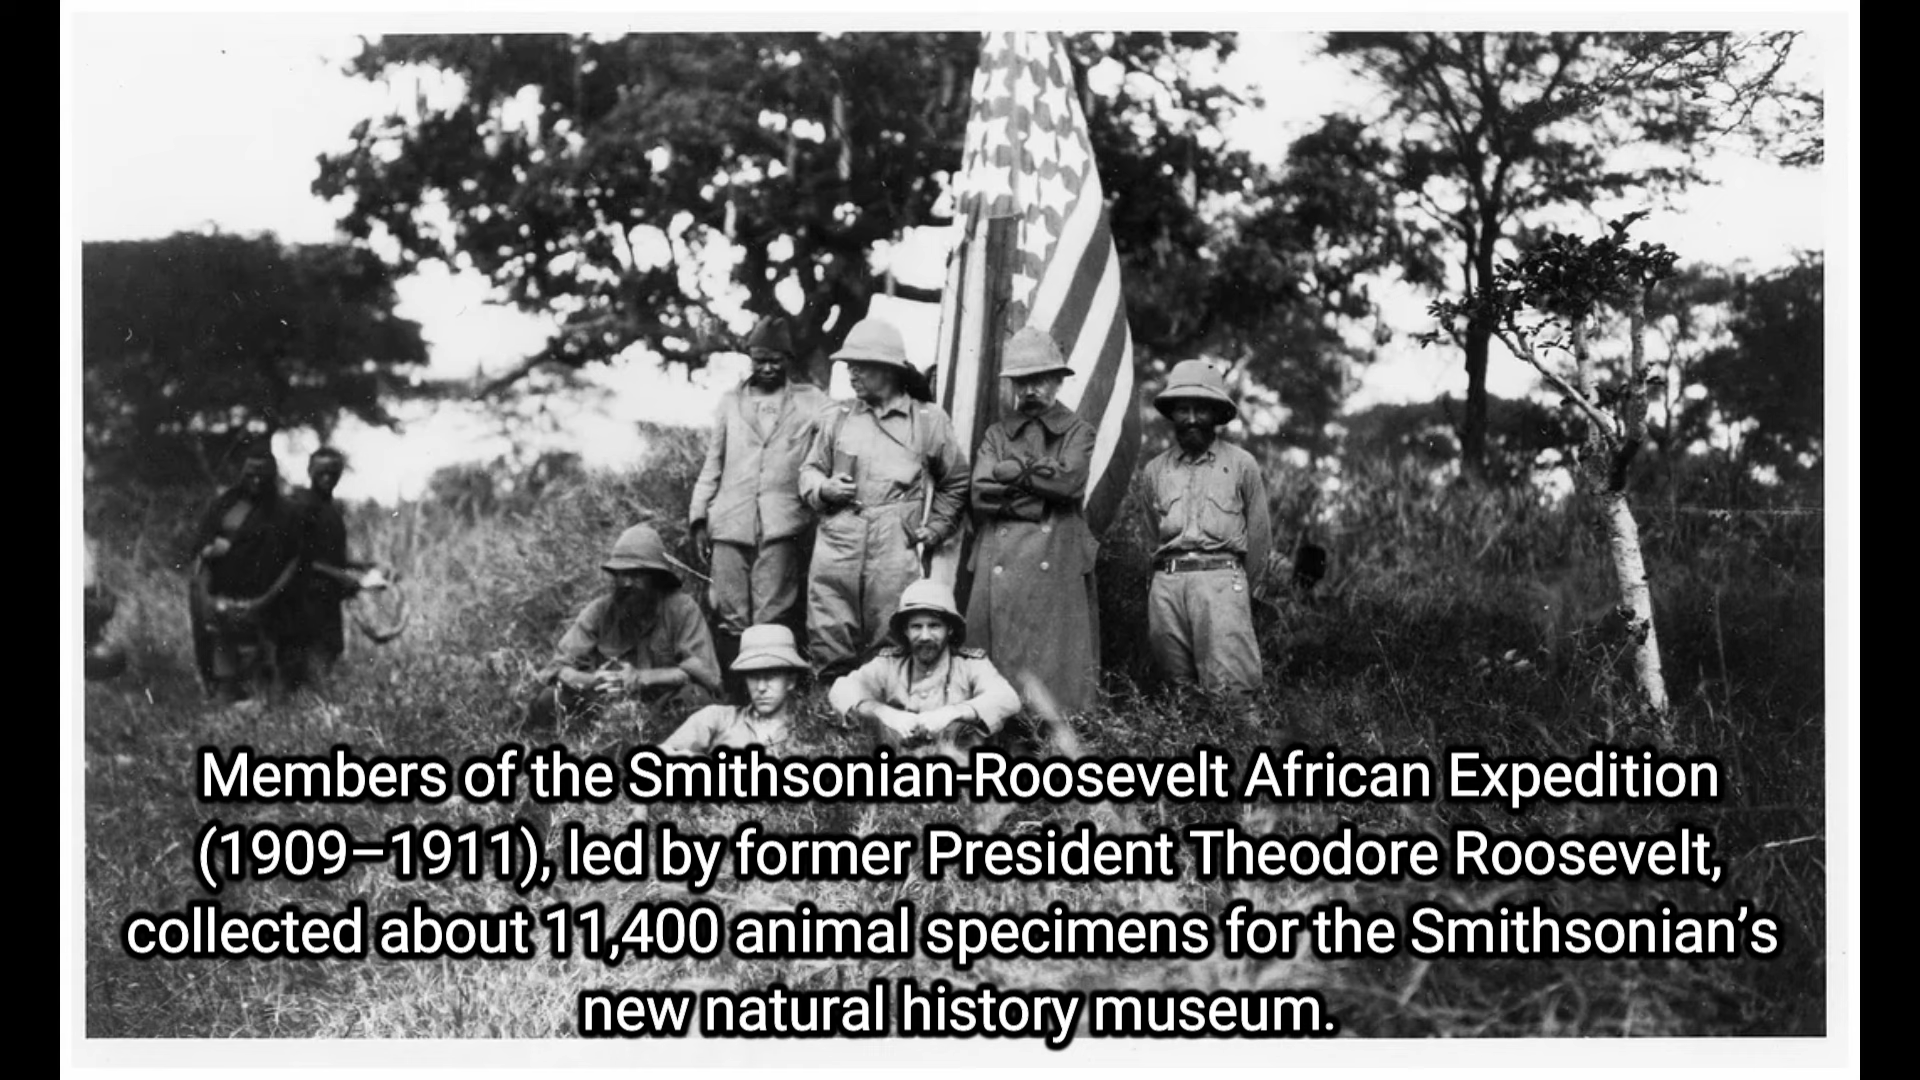 Members of the Smithsonian-Roosevelt African Expedition
(1909–1911), led by former President Theodore Roosevelt,
collected about 11,400 animal specimens for the Smithsonian’s
new natural history museum.